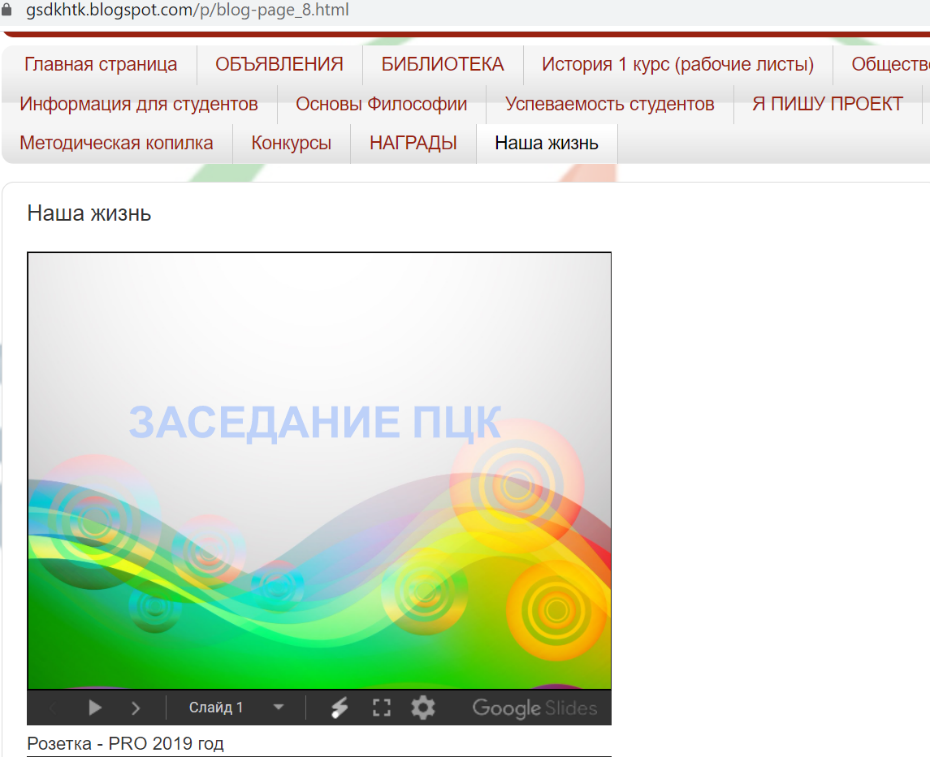 gsdkhtk.blogspot.com/p/blog-page_8.html
Главная страница ОБЪЯВЛЕНИЯ БИБЛИОТЕКА История 1 курс (рабочие листы) Обществ
Информация для студентов Основы Философии Успеваемость студентов Я ПИШУ ПРОЕКТ
Методическая копилка Конкурсы НАГРАДЫ Наша жизнь
Наша жизнь
ЗАСЕДАНИЕ ПЦК
Слайд 1 Google Slides
Розетка - PRO 2019 год